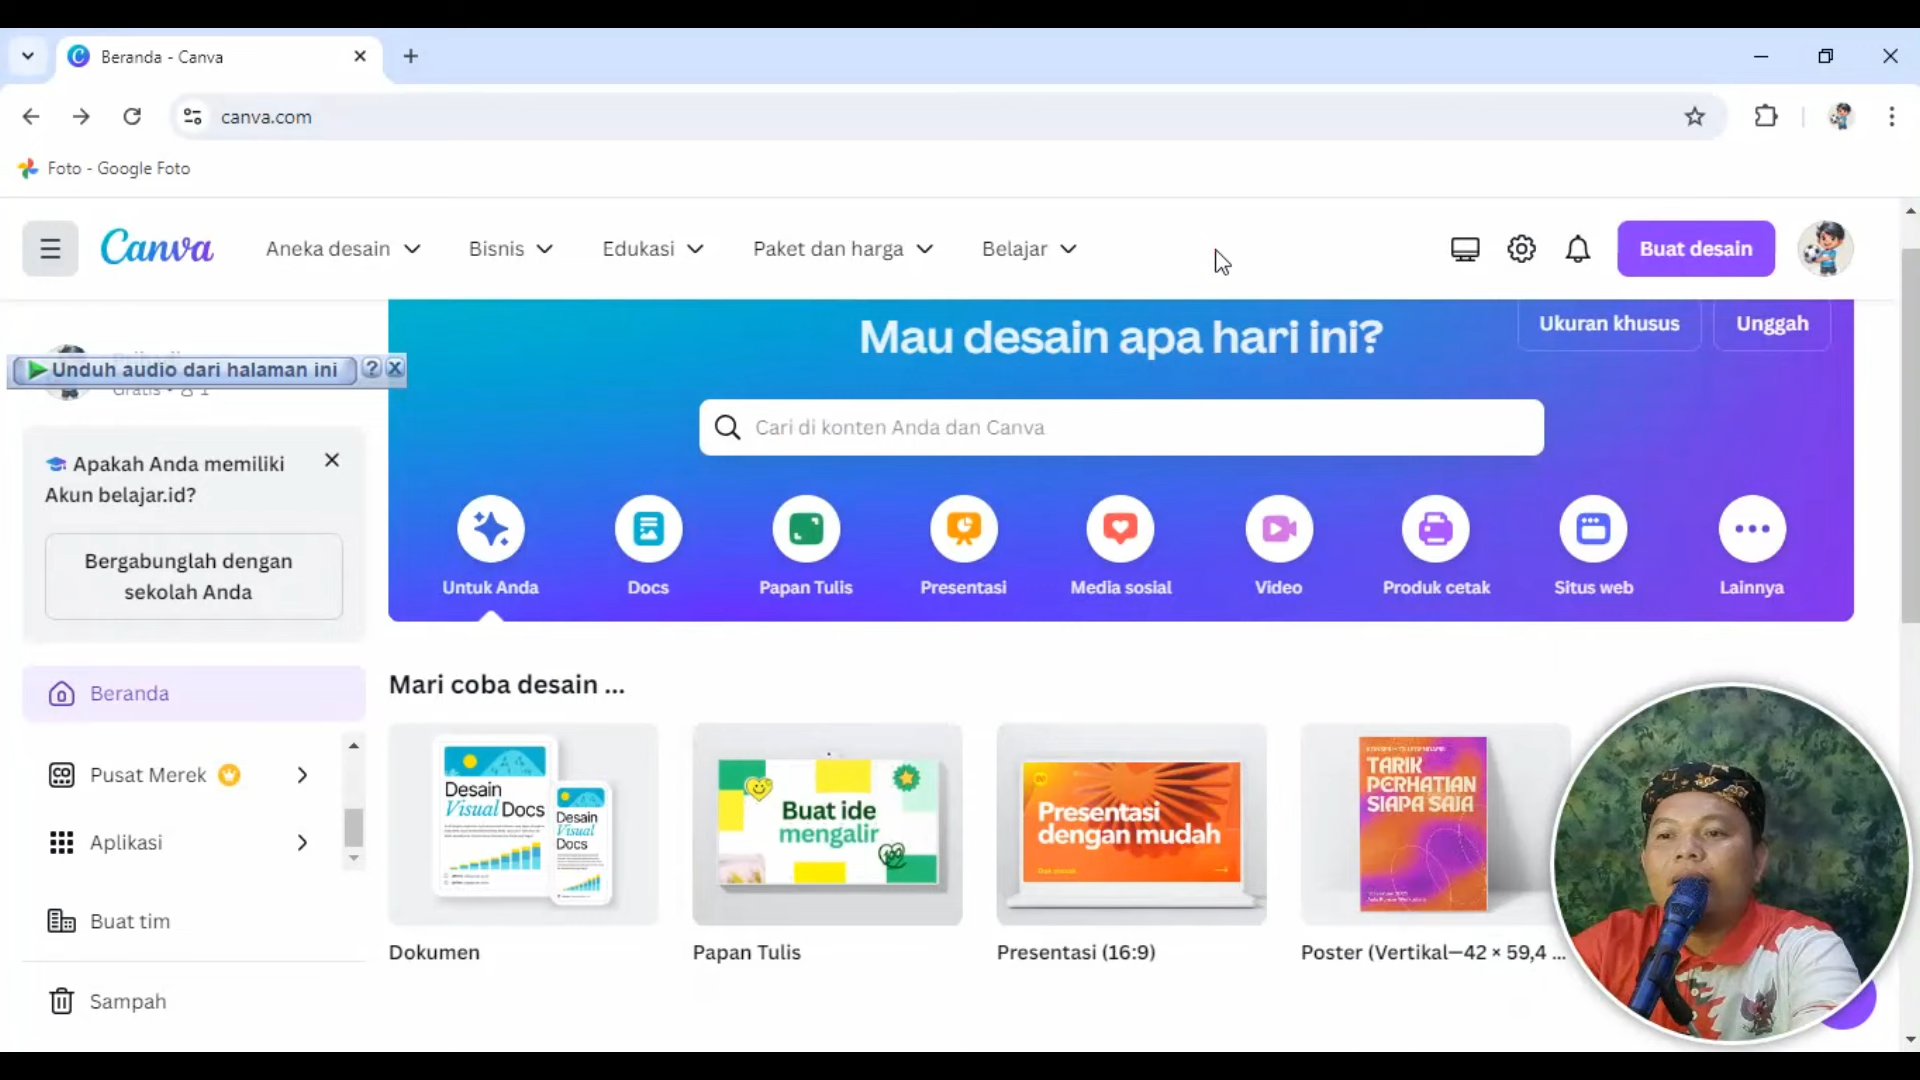 Beranda - Canva
canva.com
Foto - Google Foto
Canva
Aneka desain
Bisnis
Edukasi
Paket dan harga
Belajar
Buat desain
Mau desain apa hari ini?
Ukuran khusus
Unggah
Unduh audio dari halaman ini
?
Gratis • 1
Cari di konten Anda dan Canva
Apakah Anda memiliki
Akun belajar.id?
Bergabunglah dengan
sekolah Anda
Untuk Anda
Docs
Papan Tulis
Presentasi
Media sosial
Video
Produk cetak
Situs web
Lainnya
Beranda
Pusat Merek
Aplikasi
Buat tim
Sampah
Mari coba desain ...
Desain
Visual Docs
Desain
Visual
Docs
Dokumen
Buat ide
mengalir
100
Papan Tulis
Presentasi
dengan mudah
Presentasi (16:9)
TARIK
PERHATIAN
SIAPA SAJA
Poster (Vertikal—42 × 59,4 ...